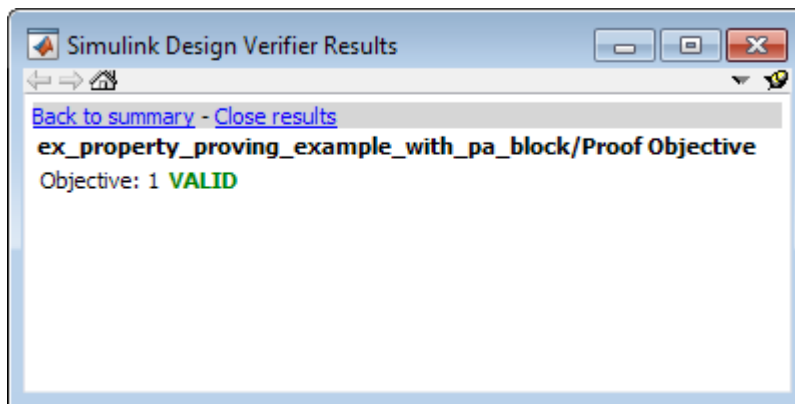 Simulink Design Verifier Results
Back to summary - Close results
ex_property_proving_example_with_pa_block/Proof Objective
Objective: 1 VALID